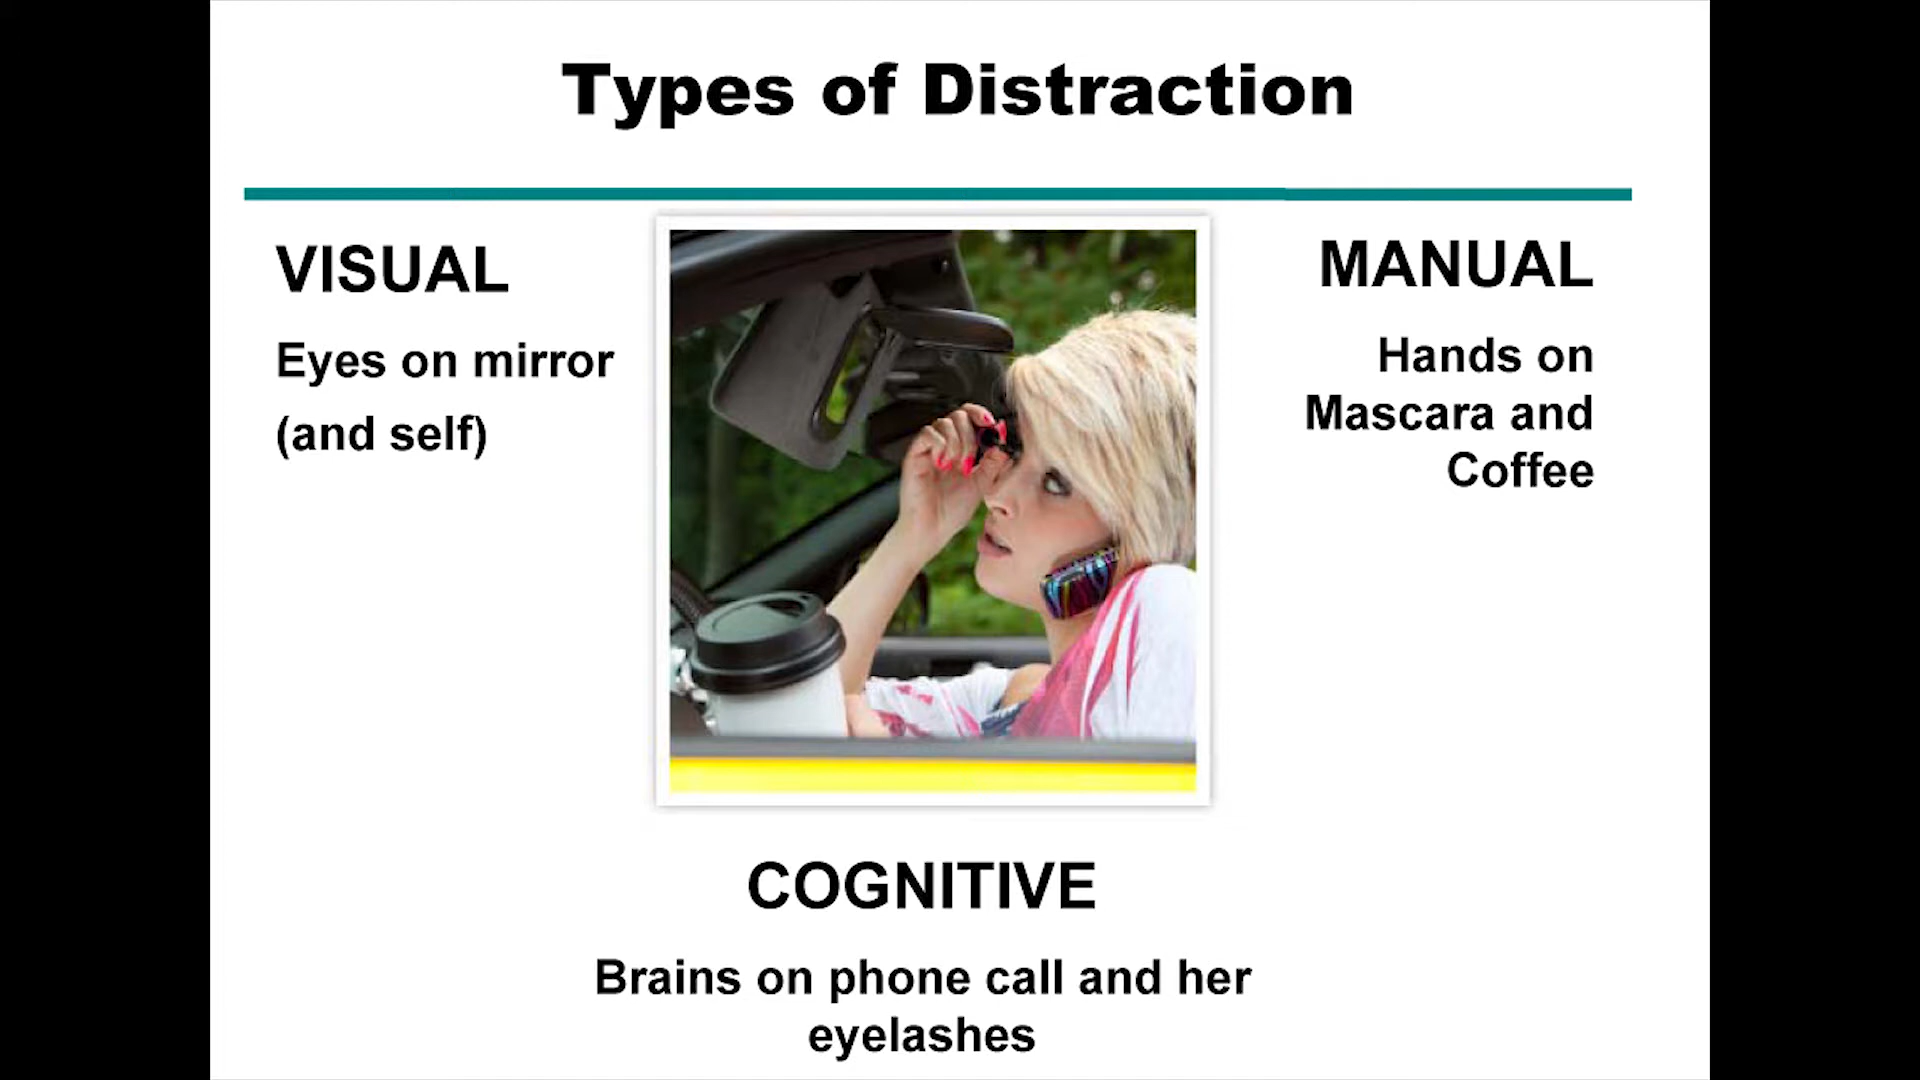 Types of Distraction
VISUAL
Eyes on mirror
(and self)
MANUAL
Hands on
Mascara and
Coffee
COGNITIVE
Brains on phone call and her
eyelashes